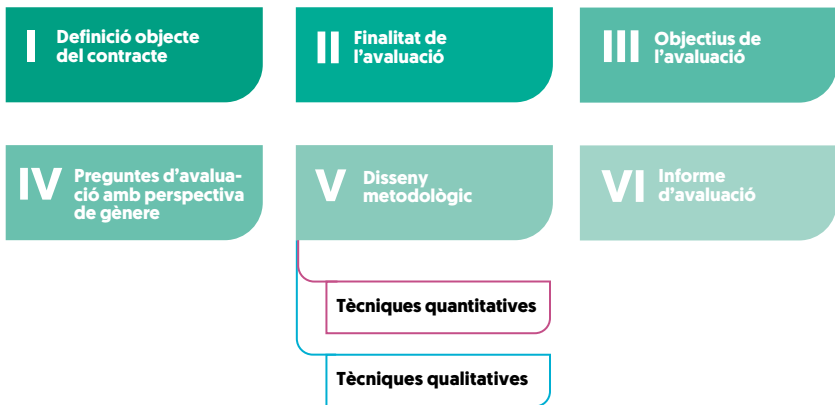 I
Definició objecte
del contracte
II
Finalitat de
l’avaluació
III
Objectius de
l’avaluació
IV
Preguntes d’avalua-
ció amb perspectiva
de gènere
V
Disseny
metodològic
VI
Informe
d’avaluació
Tècniques quantitatives
Tècniques qualitatives